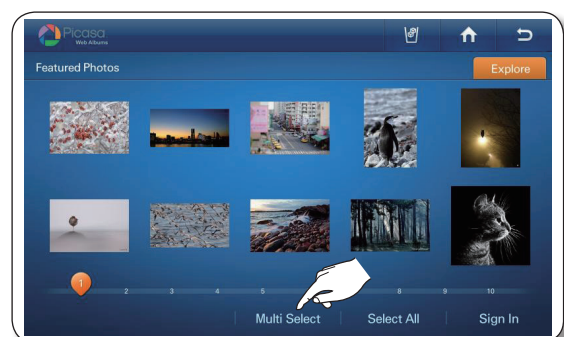 Picasa
Web Albums
Featured Photos
Explore
1 2 3 4 5 8 9 10
Multi Select
Select All
Sign In